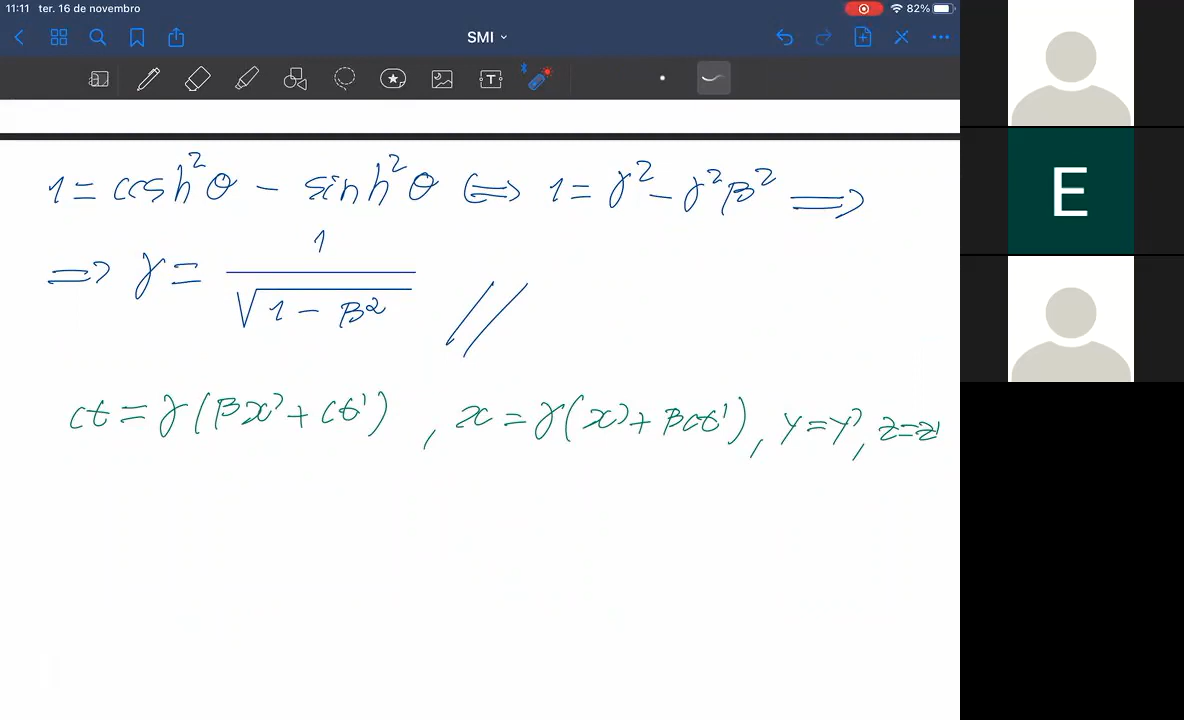 11:11 ter. 16 de novembro 82%
SMI
T
1 = cosh²θ − sinh²θ ⟺ 1 = γ² − γ²β² ⟹
⟹ γ = 1 / √(1 − β²) //
ct = γ(βx' + ct') , x = γ(x' + βct') , y = y' , z = z'
E